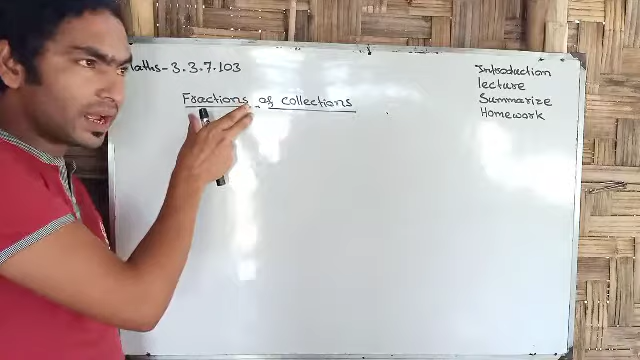 Maths-3.3.7.103
Fractions of collections
Introduction
lecture
Summarize
Homework